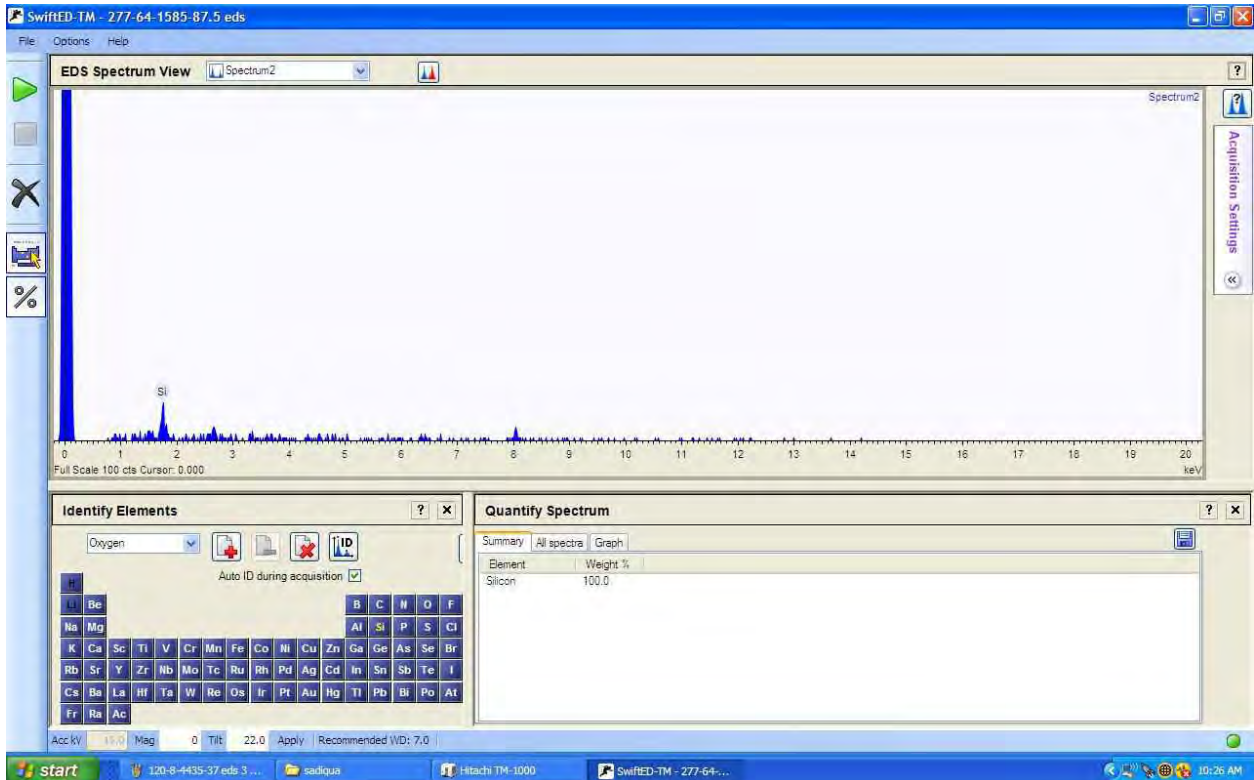 SwiftED-TM - 277-64-1585-87.5 eds
File Options Help
EDS Spectrum View Spectrum2 ?
Spectrum2
?
Acquisition Settings
Si
0 1 2 3 4 5 6 7 8 9 10 11 12 13 14 15 16 17 18 19 20
Full Scale 100 cts Cursor: 0.000 keV
Identify Elements ? X
Oxygen ID
Auto ID during acquisition
H
Li Be B C N O F
Na Mg Al Si P S Cl
K Ca Sc Ti V Cr Mn Fe Co Ni Cu Zn Ga Ge As Se Br
Rb Sr Y Zr Nb Mo Tc Ru Rh Pd Ag Cd In Sn Sb Te I
Cs Ba La Hf Ta W Re Os Ir Pt Au Hg Tl Pb Bi Po At
Fr Ra Ac
Quantify Spectrum ? X
Summary All spectra Graph
Element Weight %
Silicon 100.0
Acc kV 15.0 Mag 0 Tilt 22.0 Apply Recommended WD: 7.0
start 120-8-4435-37 eds 3 ... sadiqua Hitachi TM-1000 SwiftED-TM - 277-64-... 10:26 AM